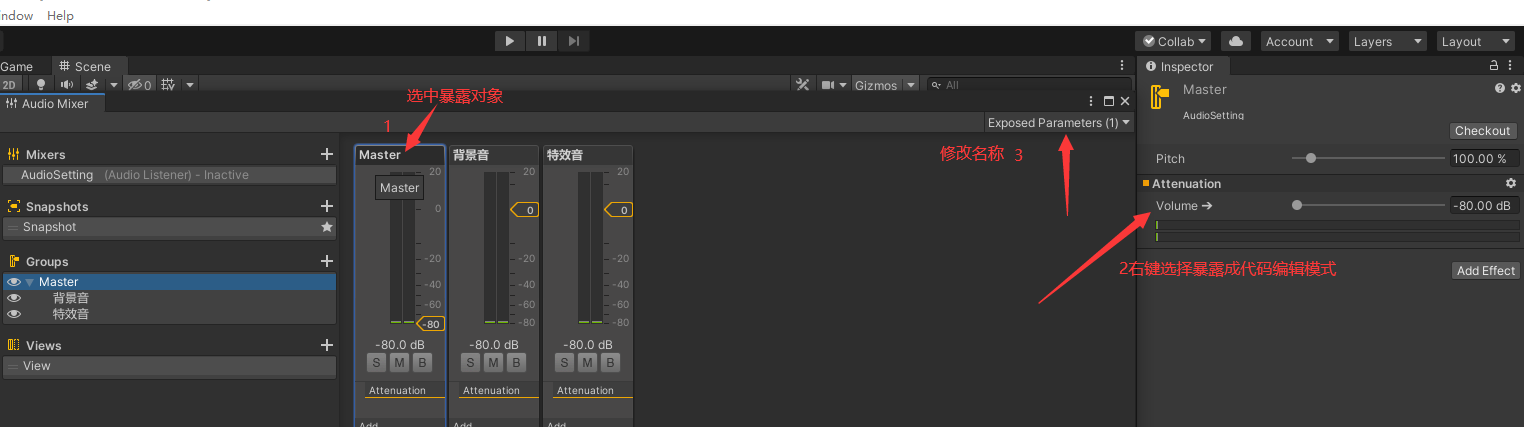 ndow Help
Collab
Account
Layers
Layout
Game
Scene
2D
0
Gizmos
All
Audio Mixer
选中暴露对象
1
Exposed Parameters (1)
修改名称 3
Mixers
AudioSetting (Audio Listener) - Inactive
Snapshots
Snapshot
Groups
Master
背景音
特效音
Views
View
Master
背景音
特效音
20
20
20
Master
0
0
0
-40
-40
-40
-60
-60
-60
-80
-80
-80
-80.0 dB
-80.0 dB
-80.0 dB
S M B
S M B
S M B
Attenuation
Attenuation
Attenuation
Add
Add
Add
Inspector
Master
AudioSetting
Checkout
Pitch
100.00 %
Attenuation
Volume
-80.00 dB
2右键选择暴露成代码编辑模式
Add Effect